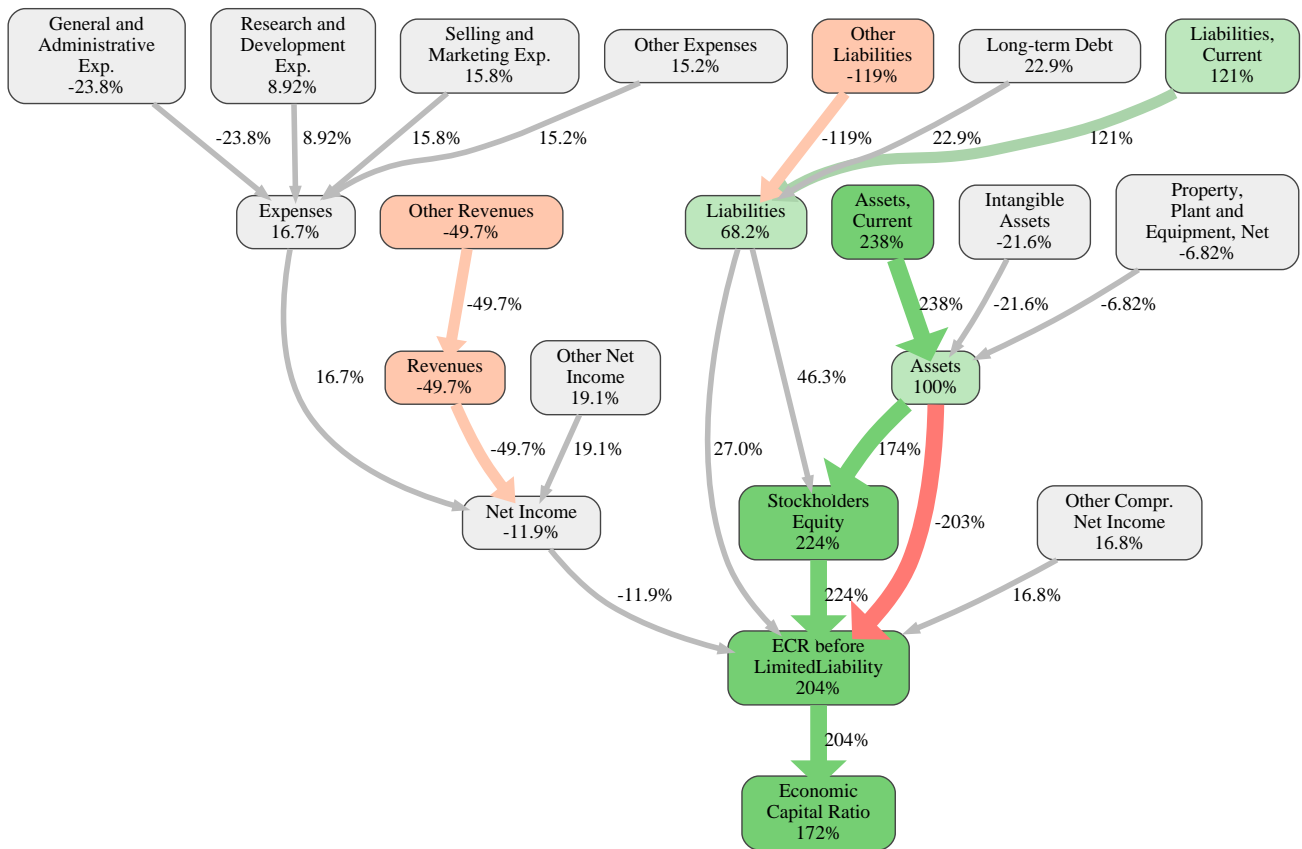 General and
Administrative
Exp.
-23.8%
Research and
Development
Exp.
8.92%
Selling and
Marketing Exp.
15.8%
Other Expenses
15.2%
Other
Liabilities
-119%
Long-term Debt
22.9%
Liabilities,
Current
121%
-23.8%
8.92%
15.8%
15.2%
-119%
22.9%
121%
Expenses
16.7%
Other Revenues
-49.7%
Liabilities
68.2%
Assets,
Current
238%
Intangible
Assets
-21.6%
Property,
Plant and
Equipment, Net
-6.82%
-49.7%
238%
-21.6%
-6.82%
16.7%
Revenues
-49.7%
Other Net
Income
19.1%
46.3%
Assets
100%
-49.7%
19.1%
27.0%
174%
Net Income
-11.9%
Stockholders
Equity
224%
-203%
Other Compr.
Net Income
16.8%
-11.9%
224%
16.8%
ECR before
LimitedLiability
204%
204%
Economic
Capital Ratio
172%